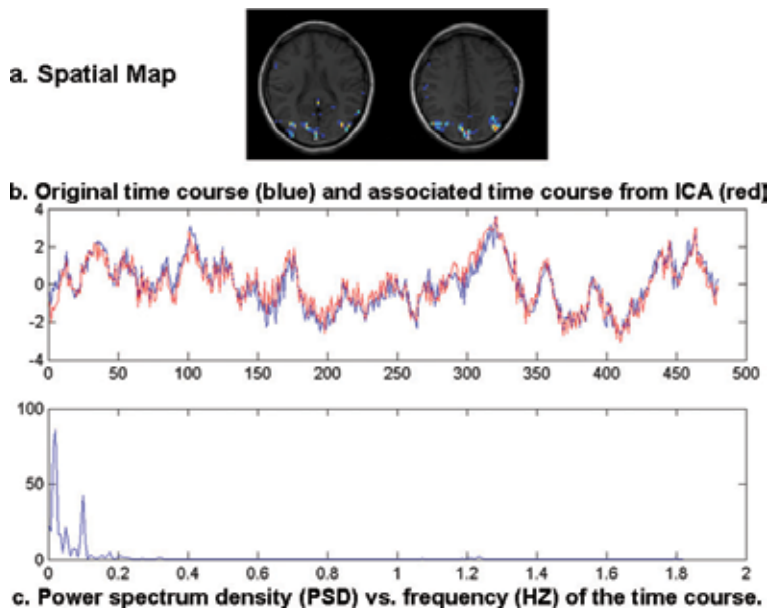 a. Spatial Map
b. Original time course (blue) and associated time course from ICA (red)
4
2
0
-2
-4
0 50 100 150 200 250 300 350 400 450 500
100
50
0
0 0.2 0.4 0.6 0.8 1 1.2 1.4 1.6 1.8 2
c. Power spectrum density (PSD) vs. frequency (HZ) of the time course.